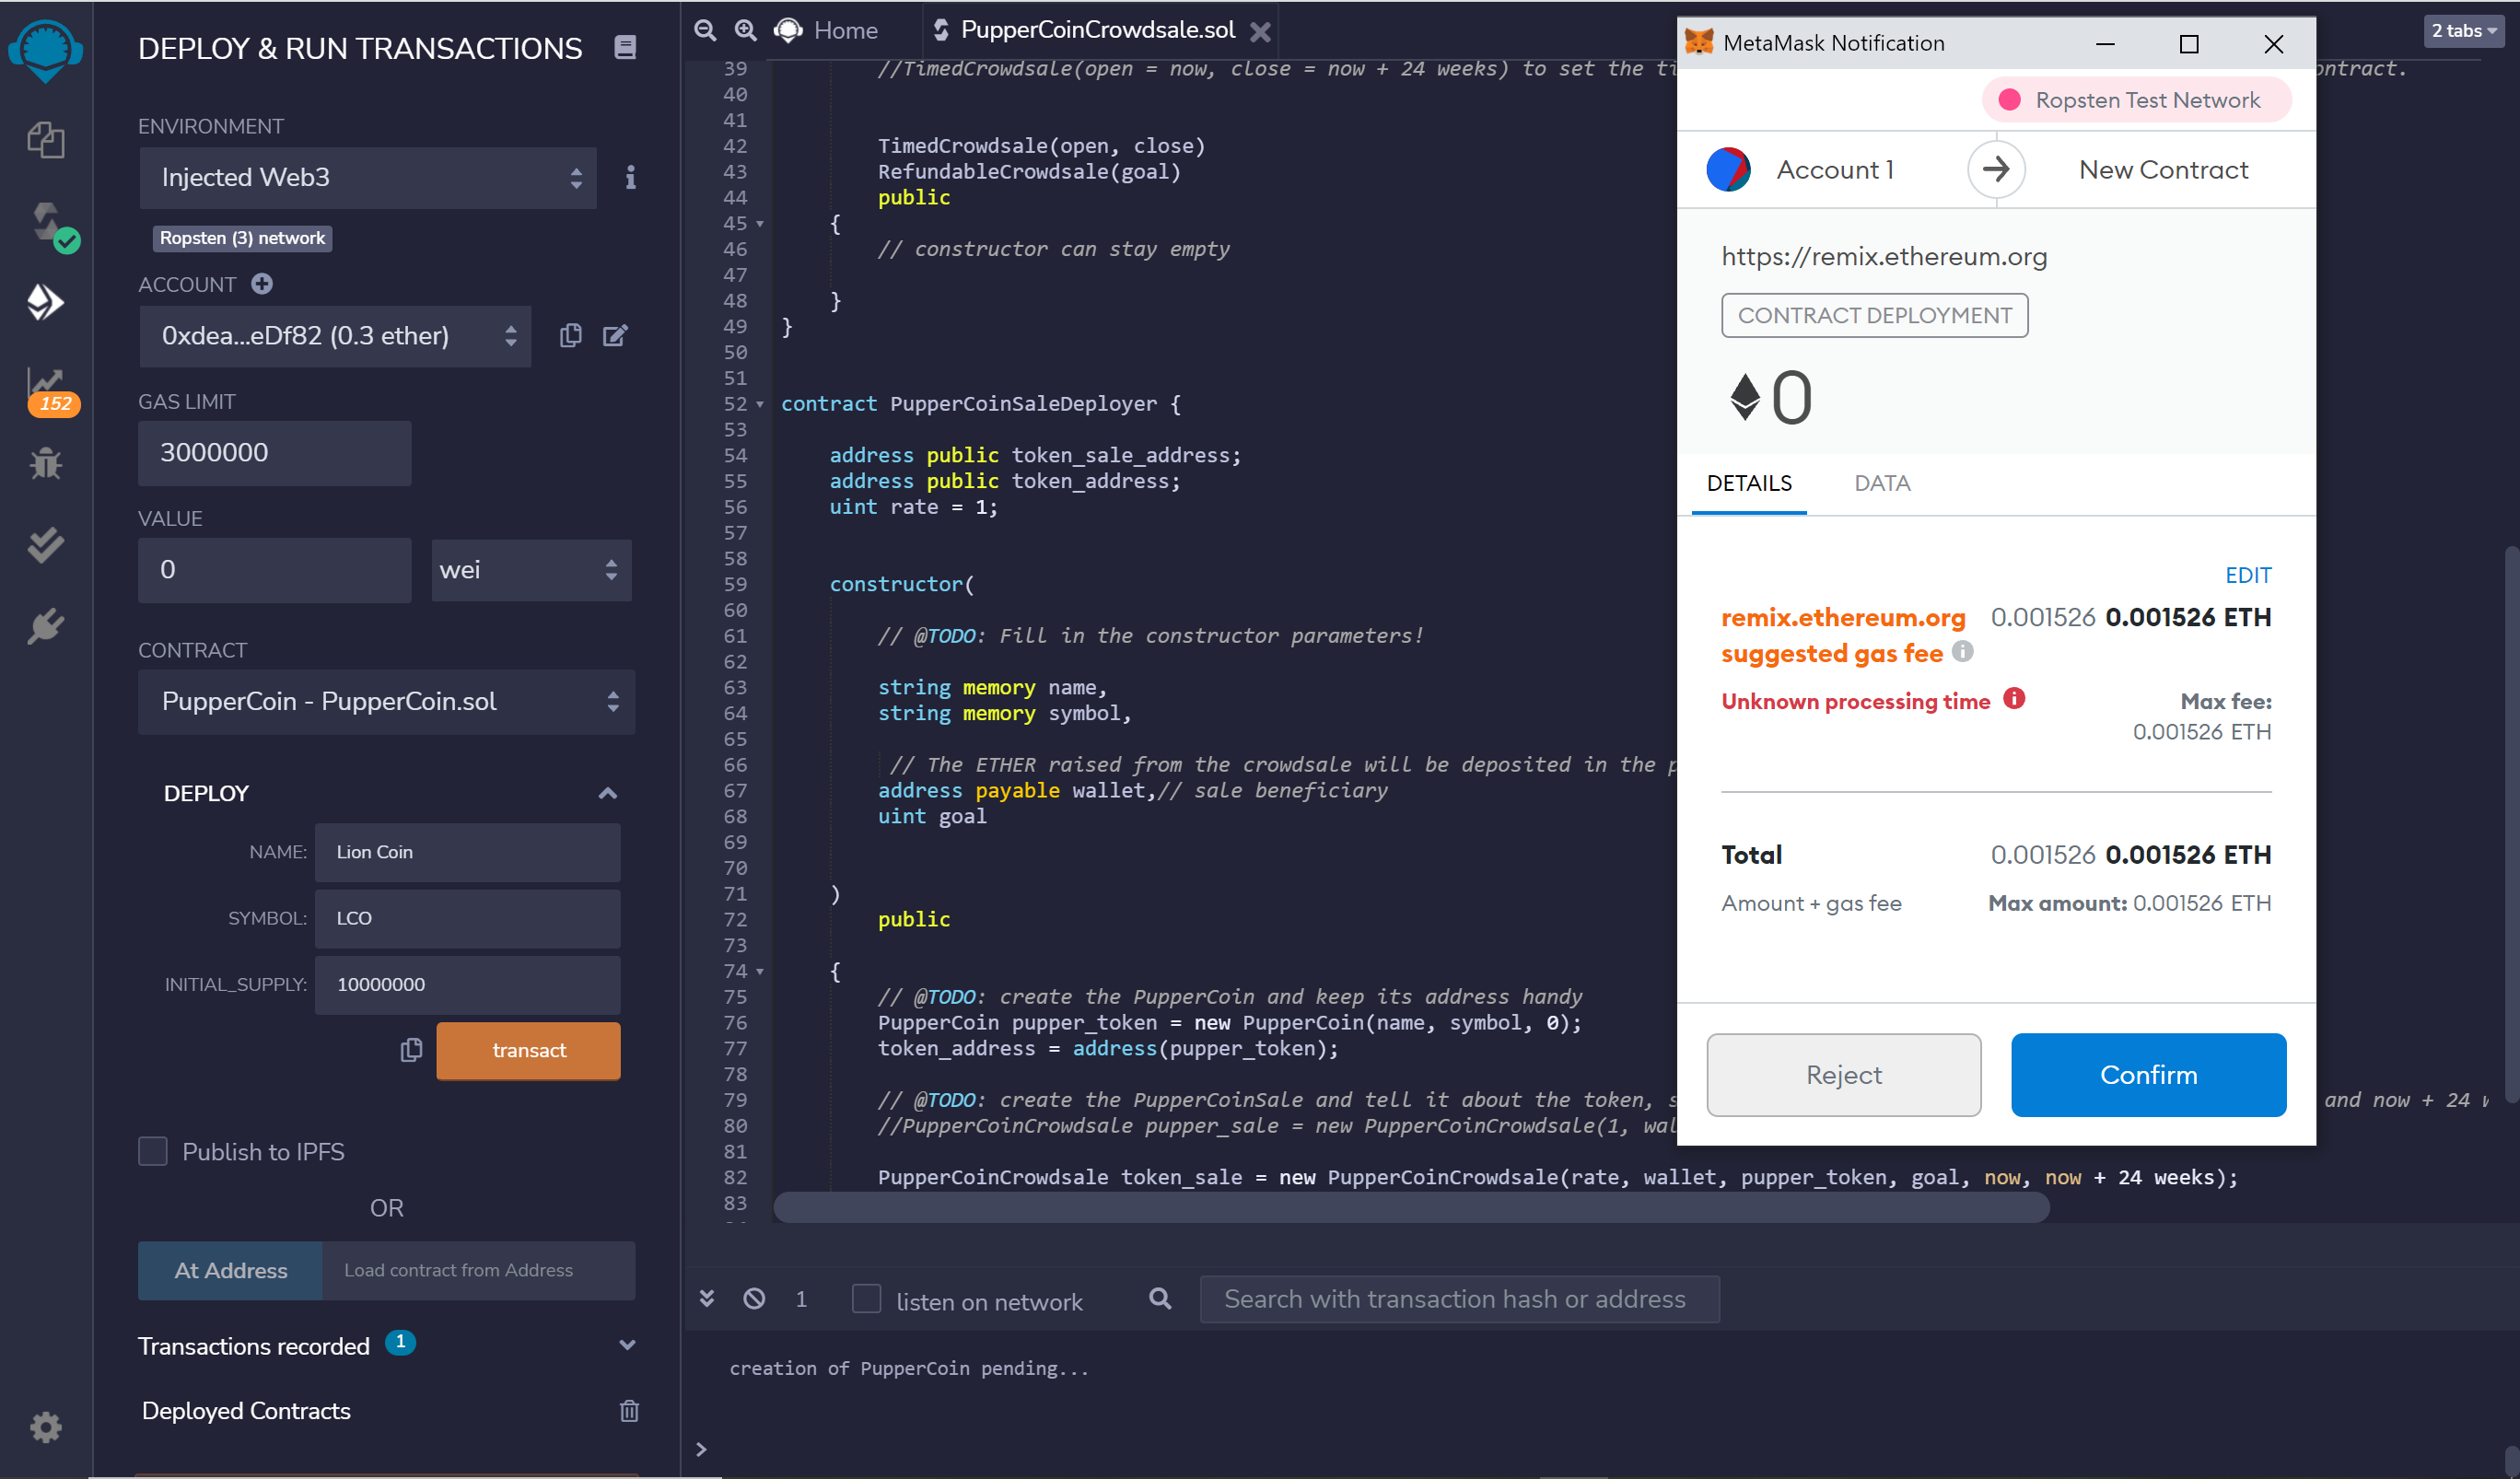 DEPLOY & RUN TRANSACTIONS
ENVIRONMENT
Injected Web3
Ropsten (3) network
ACCOUNT
0xdea...eDf82 (0.3 ether)
152
GAS LIMIT
3000000
VALUE
0
wei
CONTRACT
PupperCoin - PupperCoin.sol
DEPLOY
NAME: Lion Coin
SYMBOL: LCO
INITIAL_SUPPLY: 10000000
transact
Publish to IPFS
OR
At Address Load contract from Address
Transactions recorded 1
Deployed Contracts
Home PupperCoinCrowdsale.sol
2 tabs
39 //TimedCrowdsale(open = now, close = now + 24 weeks) to set the ti ontract.
40
41
42 TimedCrowdsale(open, close)
43 RefundableCrowdsale(goal)
44 public
45 {
46 // constructor can stay empty
47
48 }
49 }
50
51
52 contract PupperCoinSaleDeployer {
53
54 address public token_sale_address;
55 address public token_address;
56 uint rate = 1;
57
58
59 constructor(
60
61 // @TODO: Fill in the constructor parameters!
62
63 string memory name,
64 string memory symbol,
65
66 // The ETHER raised from the crowdsale will be deposited in the p
67 address payable wallet,// sale beneficiary
68 uint goal
69
70
71 )
72 public
73
74 {
75 // @TODO: create the PupperCoin and keep its address handy
76 PupperCoin pupper_token = new PupperCoin(name, symbol, 0);
77 token_address = address(pupper_token);
78
79 // @TODO: create the PupperCoinSale and tell it about the token, s and now + 24 w
80 //PupperCoinCrowdsale pupper_sale = new PupperCoinCrowdsale(1, wal
81
82 PupperCoinCrowdsale token_sale = new PupperCoinCrowdsale(rate, wallet, pupper_token, goal, now, now + 24 weeks);
83
1 listen on network Search with transaction hash or address
creation of PupperCoin pending...
>
MetaMask Notification
Ropsten Test Network
Account 1 New Contract
https://remix.ethereum.org
CONTRACT DEPLOYMENT
0
DETAILS DATA
EDIT
remix.ethereum.org 0.001526 0.001526 ETH
suggested gas fee
Unknown processing time Max fee:
0.001526 ETH
Total 0.001526 0.001526 ETH
Amount + gas fee Max amount: 0.001526 ETH
Reject Confirm